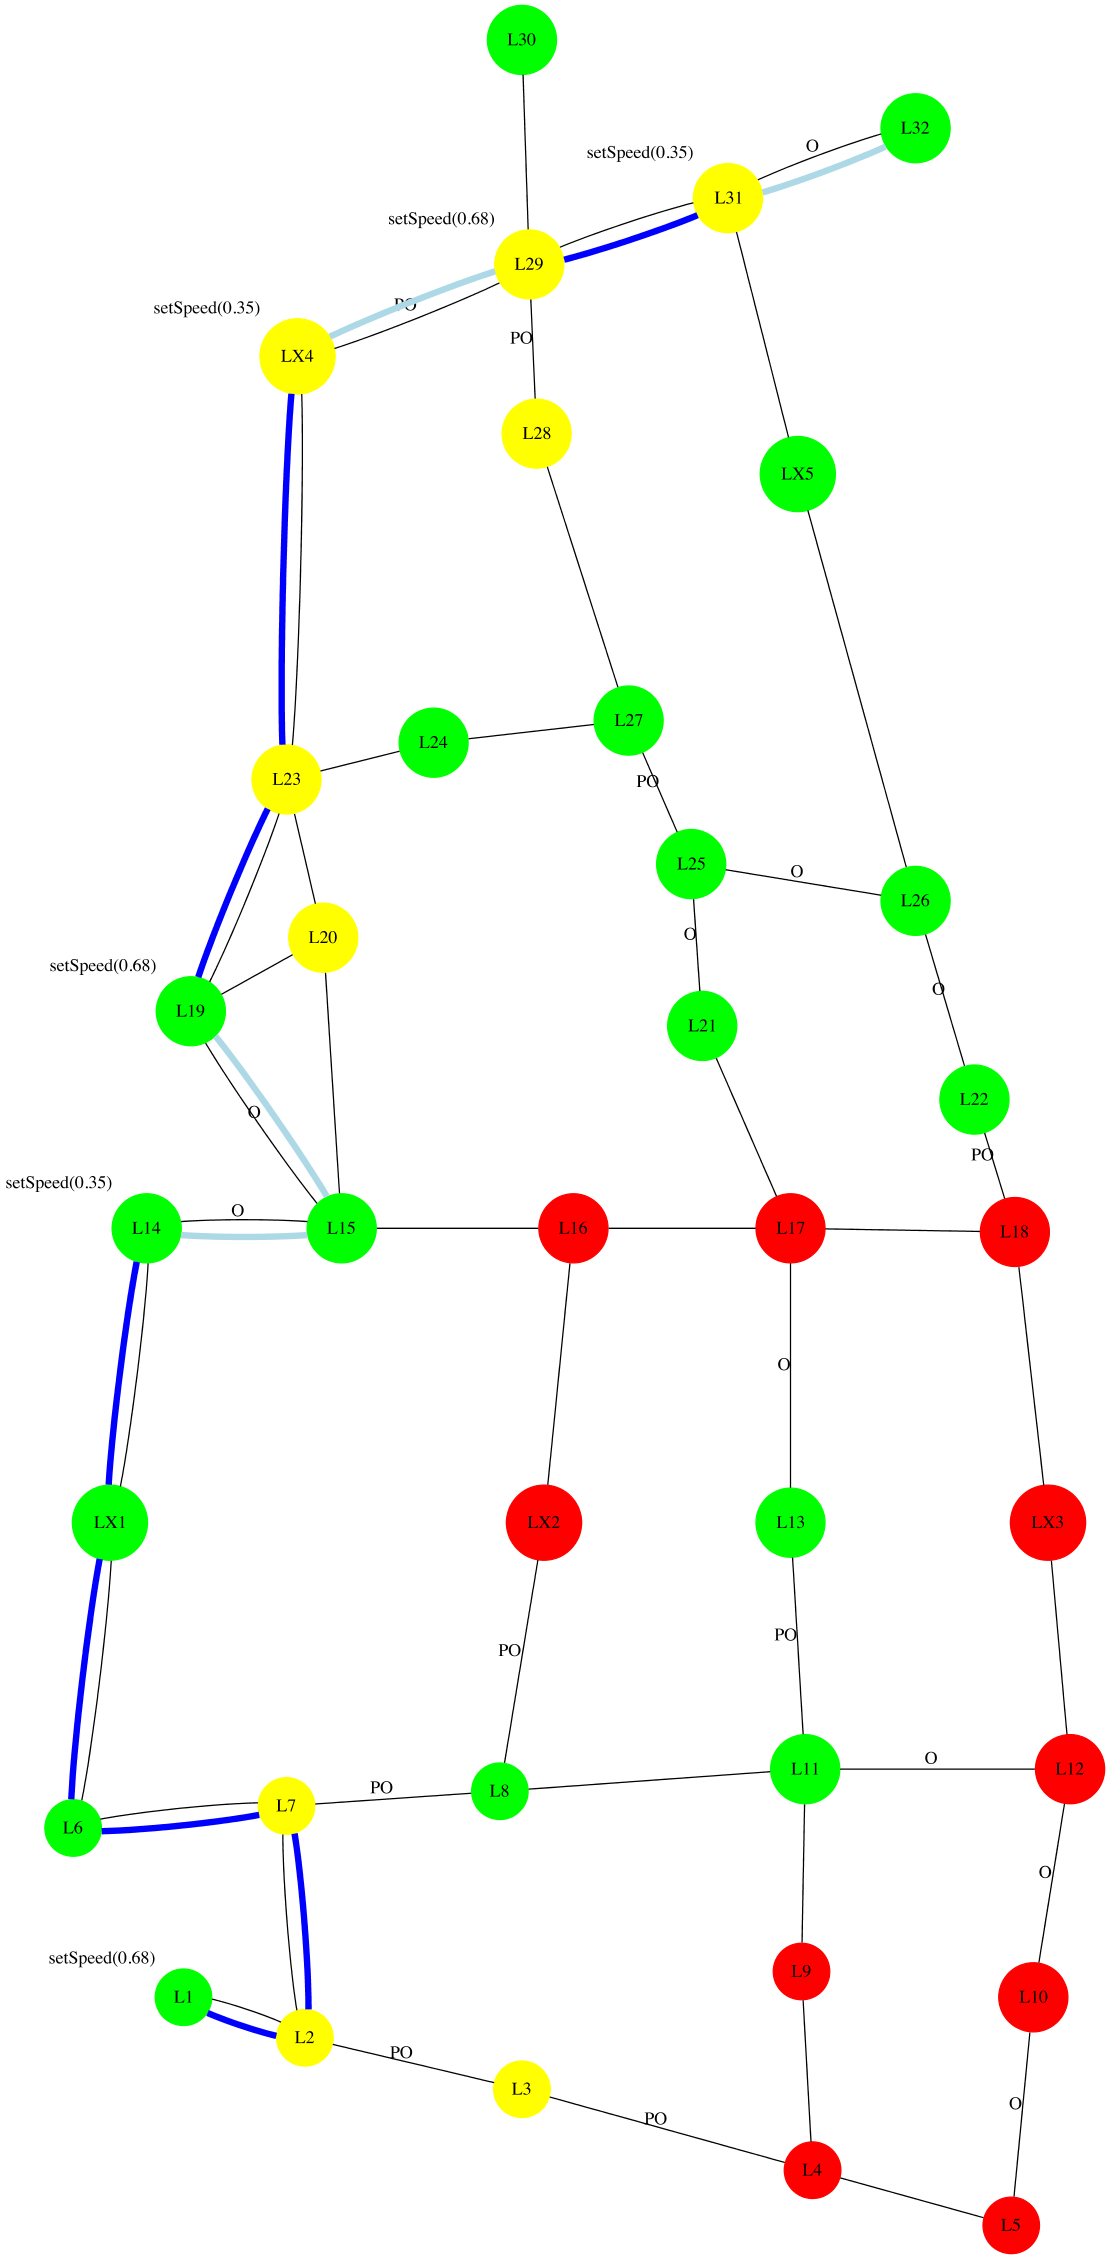 L30
O
L32
setSpeed(0.35)
L31
setSpeed(0.68)
L29
setSpeed(0.35)
PO
PO
LX4
L28
LX5
L27
L24
L23
PO
L25
O
L26
L20
O
setSpeed(0.68)
O
L19
L21
L22
O
PO
setSpeed(0.35)
O
L14
L15
L16
L17
L18
O
LX1
LX2
L13
LX3
PO
PO
O
L11
L12
PO
L8
L7
L6
O
setSpeed(0.68)
L9
L1
L10
L2
PO
L3
O
PO
L4
L5